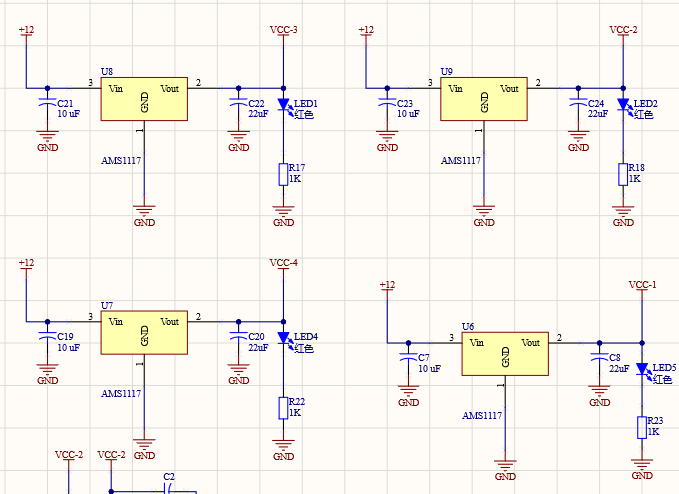 +12
VCC-3
U8
3
Vin
Vout
2
GND
1
C21
10 uF
GND
C22
22uF
GND
LED1
红色
AMS1117
R17
1K
GND
GND
+12
VCC-2
U9
3
Vin
Vout
2
GND
1
C23
10 uF
GND
C24
22uF
GND
LED2
红色
AMS1117
R18
1K
GND
GND
+12
VCC-4
U7
3
Vin
Vout
2
GND
1
C19
10 uF
GND
C20
22uF
GND
LED4
红色
AMS1117
R22
1K
GND
GND
+12
VCC-1
U6
3
Vin
Vout
2
GND
1
C7
10 uF
GND
C8
22uF
GND
LED5
红色
AMS1117
R23
1K
GND
GND
VCC-2
VCC-2
C2